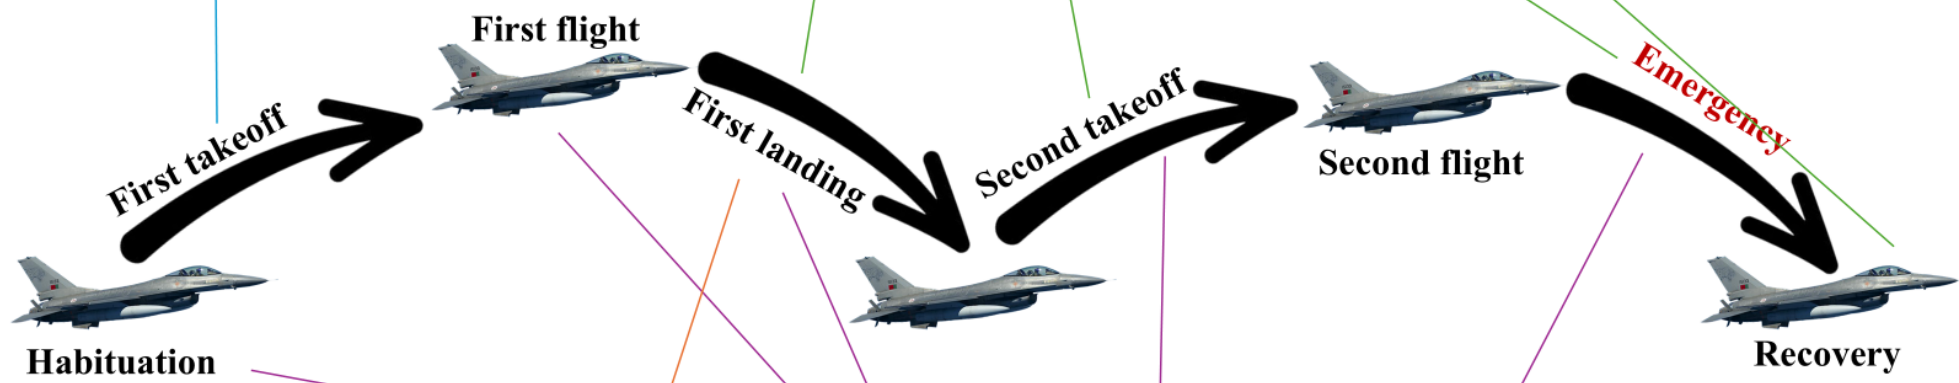 First flight
First takeoff
Habituation
First landing
Second takeoff
Second flight
Emergency
Recovery